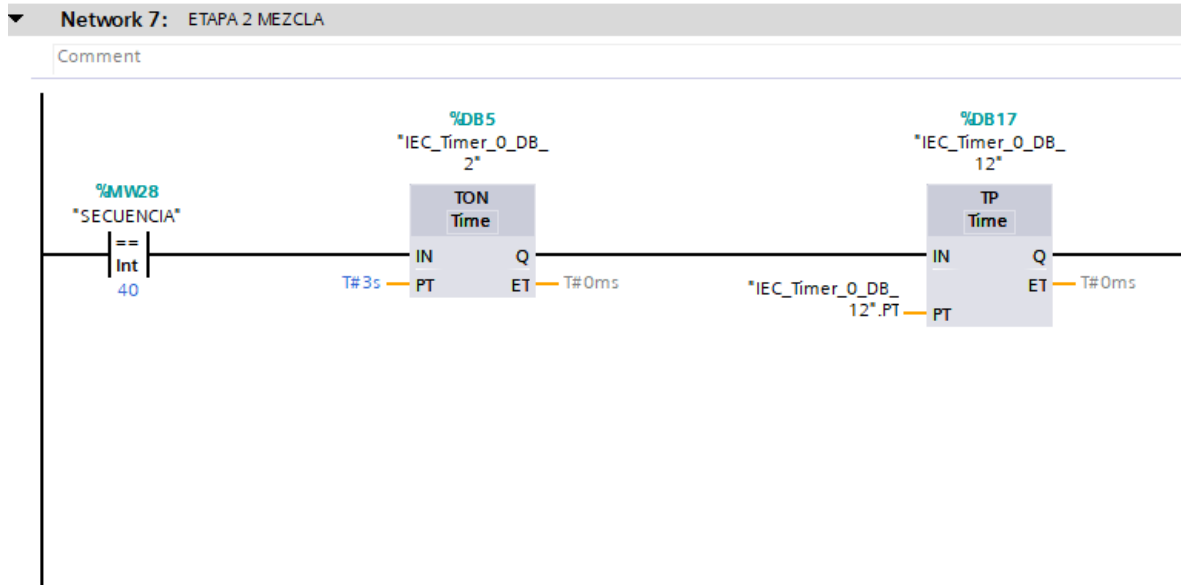 Network 7: ETAPA 2 MEZCLA
Comment
%MW28
"SECUENCIA"
==
Int
40
%DB5
"IEC_Timer_0_DB_
2"
TON
Time
IN Q
T#3s PT ET T#0ms
%DB17
"IEC_Timer_0_DB_
12"
TP
Time
IN Q
ET T#0ms
"IEC_Timer_0_DB_
12".PT PT